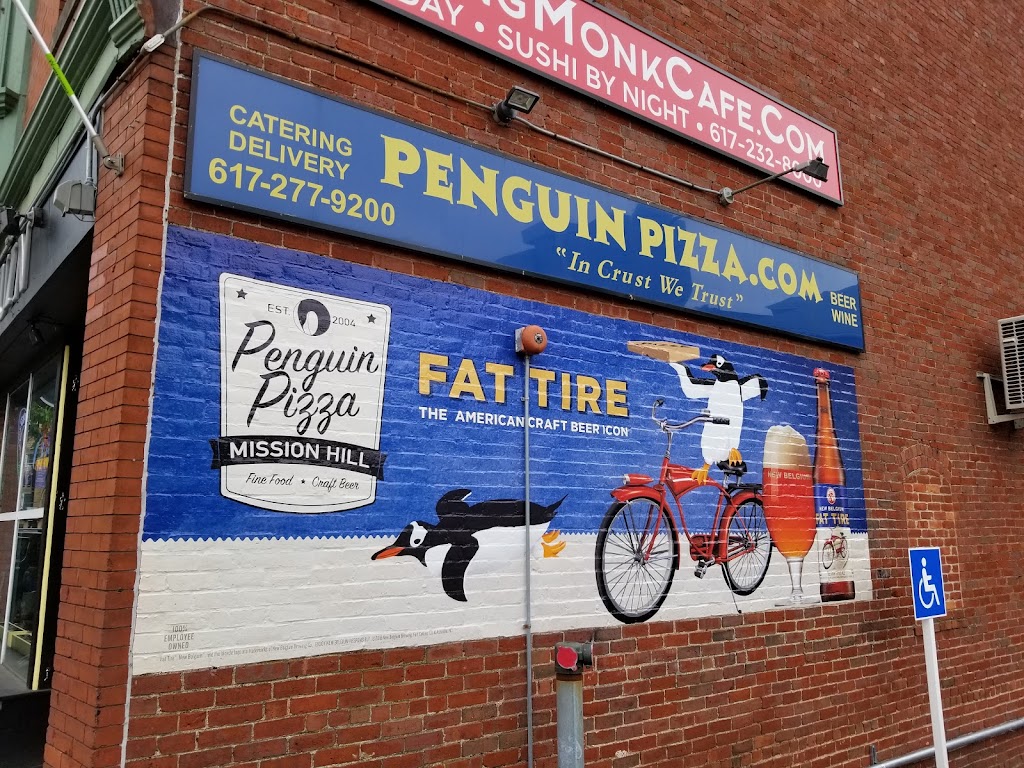 MONKCAFE.COM
DAY • SUSHI BY NIGHT • 617-232-
CATERING
DELIVERY
617-277-9200
PENGUIN PIZZA.COM
"In Crust We Trust"
BEER
WINE
EST. 2004
Penguin
Pizza
MISSION HILL
Fine Food ★ Craft Beer
FAT TIRE
THE AMERICAN CRAFT BEER ICON
NEW BELGIUM
NEW BELGIUM
FAT TIRE
100%
EMPLOYEE
OWNED